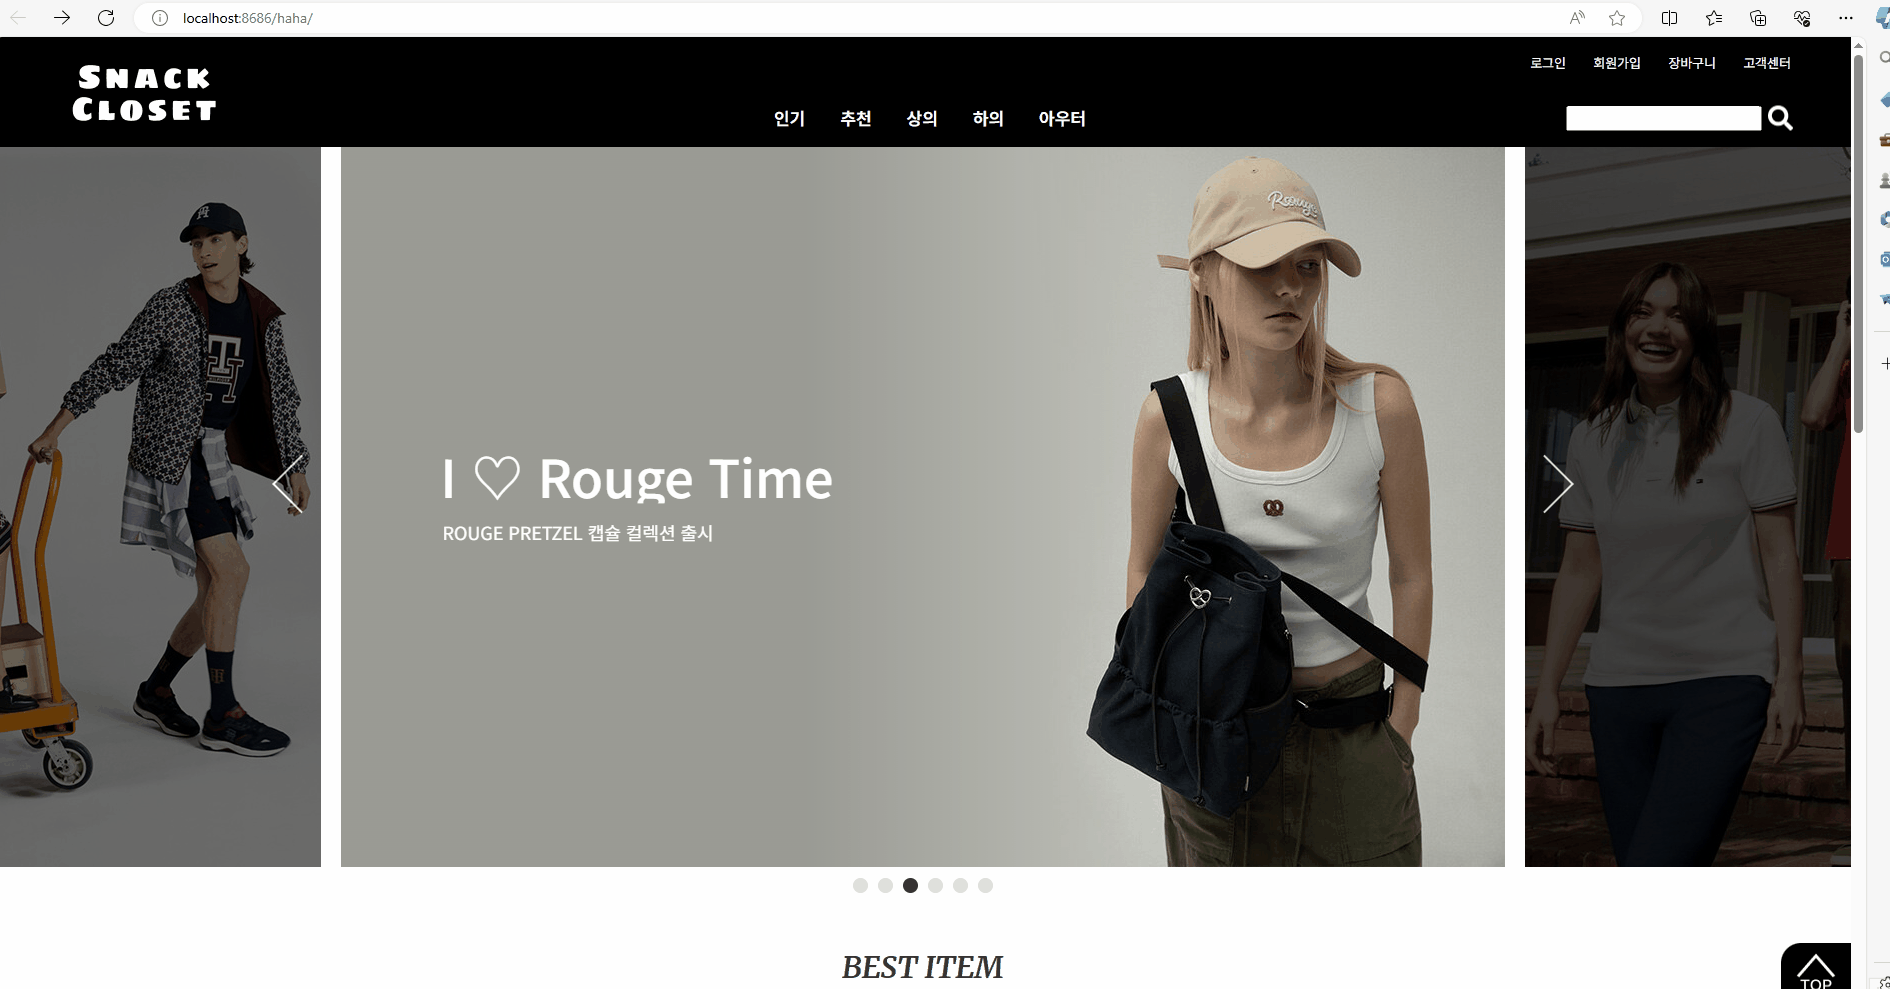 localhost:8686/haha/
로그인 회원가입 장바구니 고객센터
SNACK
CLOSET
인기 추천 상의 하의 아우터
Rouge
I ♡ Rouge Time
ROUGE PRETZEL 캡슐 컬렉션 출시
BEST ITEM
TOP